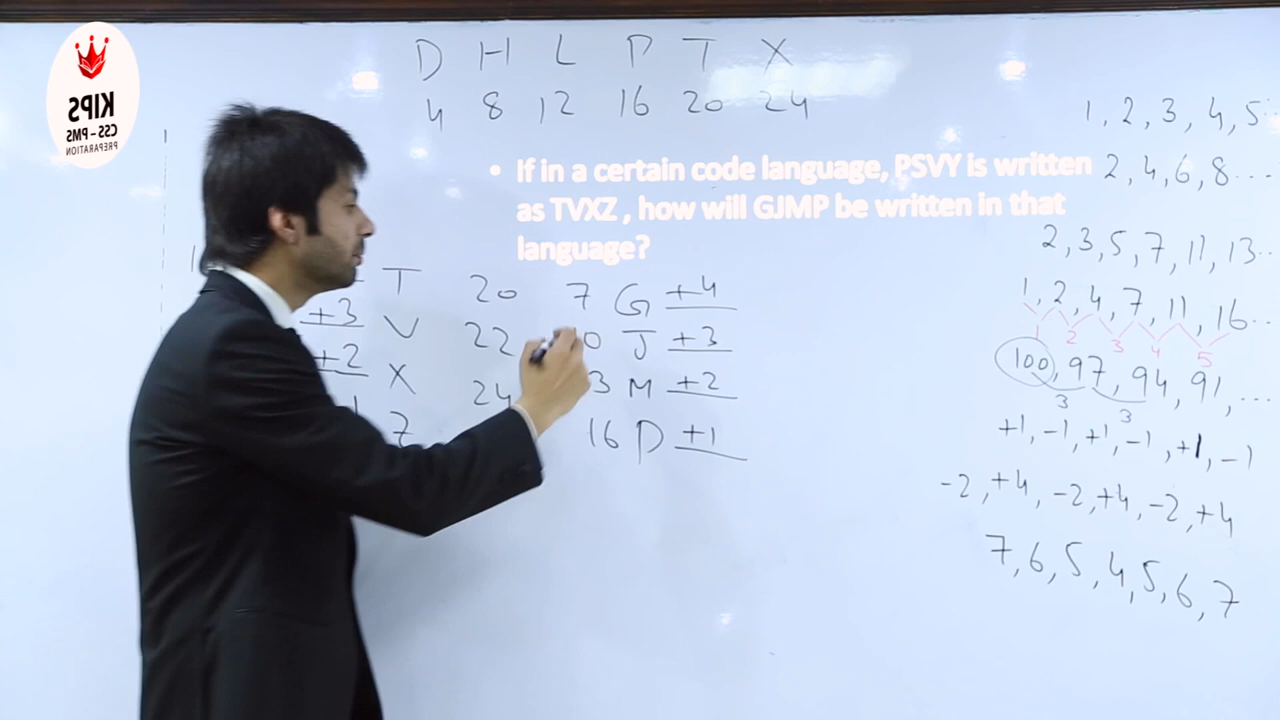 KIPS
CSS – PMS
PREPARATION
D H L P T X
4 8 12 16 20 24
• If in a certain code language, PSVY is written
as TVXZ , how will GJMP be written in that
language?
T 20 7 G +4
+3 V 22 0 J +3
+2 X 24 3 M +2
1 Z 16 P +1
1, 2, 3, 4, 5..
2, 4, 6, 8....
2, 3, 5, 7, 11, 13..
1, 2, 4, 7, 11, 16..
1 2 3 4 5
100, 97, 94, 91, ...
3 3
+1, -1, +1, -1, +1, -1
-2, +4, -2, +4, -2, +4
7, 6, 5, 4, 5, 6, 7